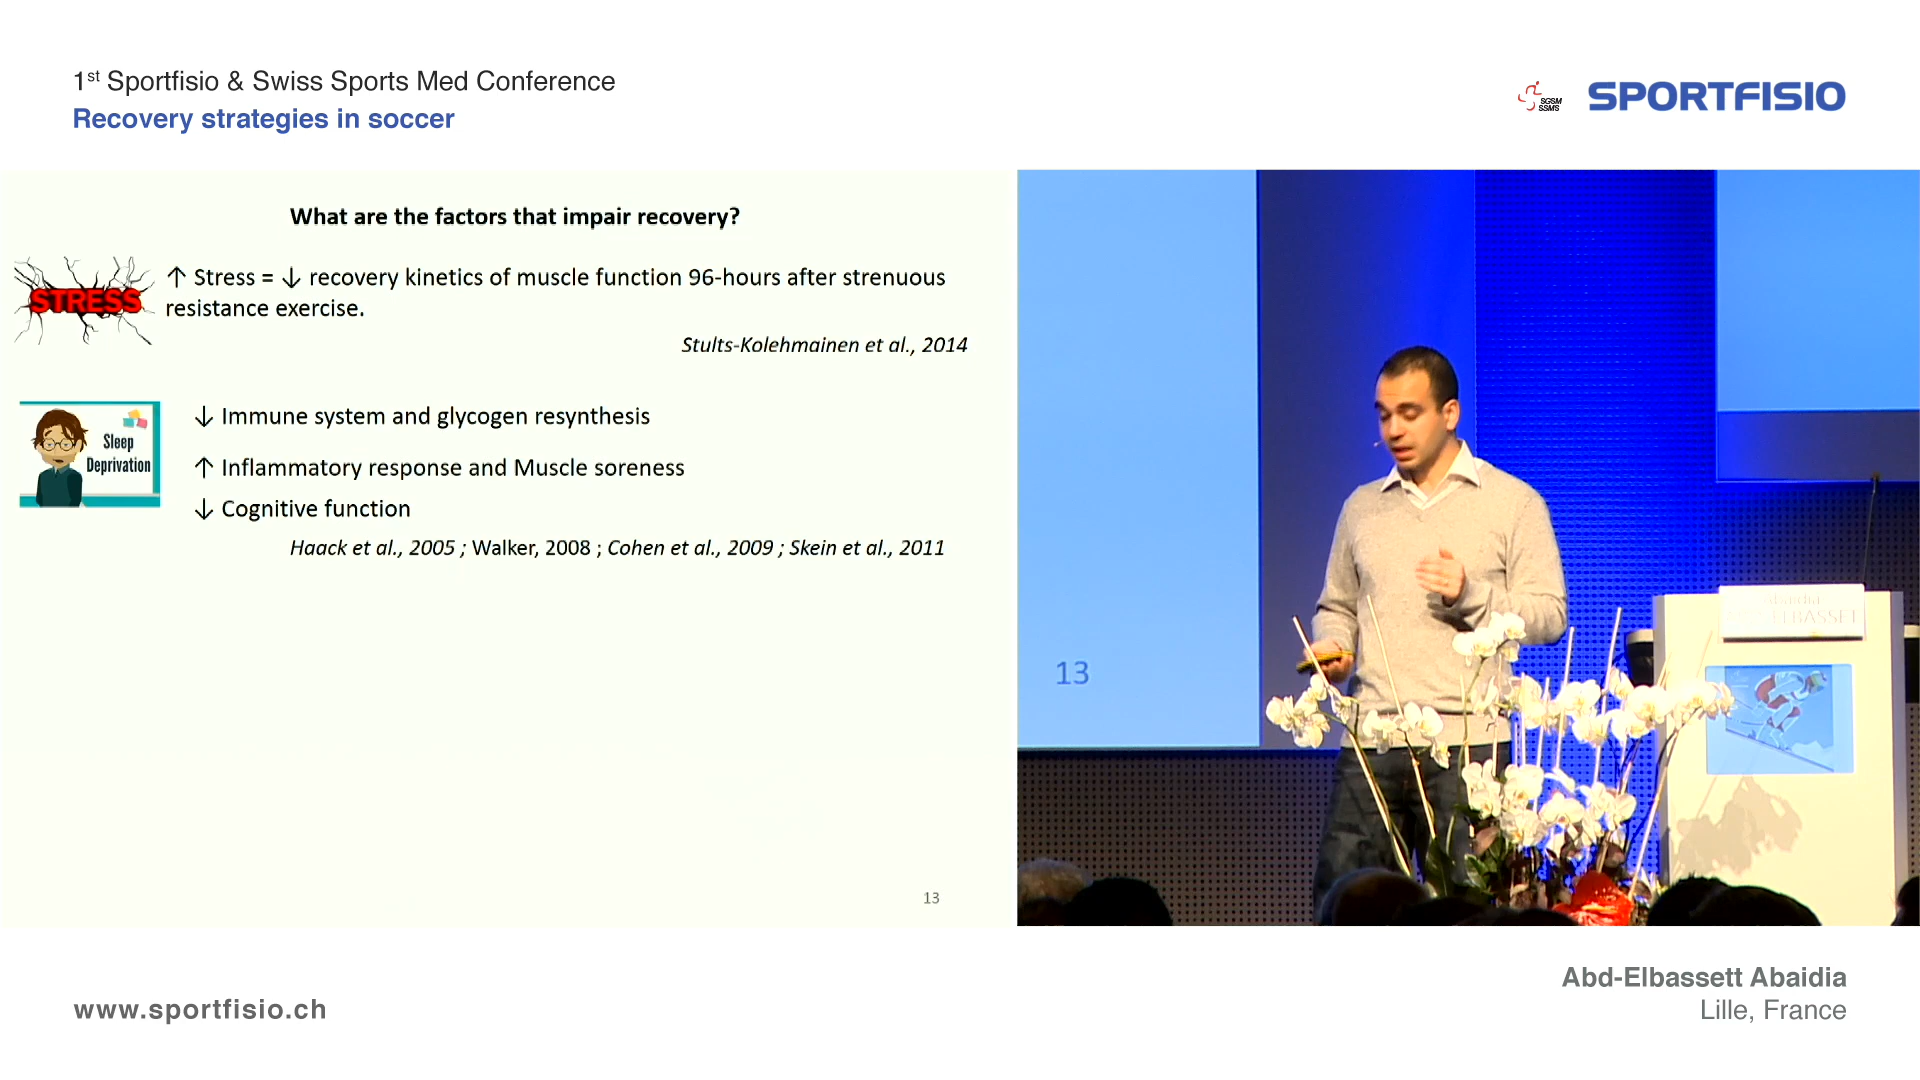 1st Sportfisio & Swiss Sports Med Conference
Recovery strategies in soccer
SGSM
SSMS
SPORTFISIO
What are the factors that impair recovery?
STRESS
↑ Stress = ↓ recovery kinetics of muscle function 96-hours after strenuous
resistance exercise.
Stults-Kolehmainen et al., 2014
Sleep
Deprivation
↓ Immune system and glycogen resynthesis
↑ Inflammatory response and Muscle soreness
↓ Cognitive function
Haack et al., 2005 ; Walker, 2008 ; Cohen et al., 2009 ; Skein et al., 2011
13
13
Abaidia
www.sportfisio.ch
Abd-Elbassett Abaidia
Lille, France